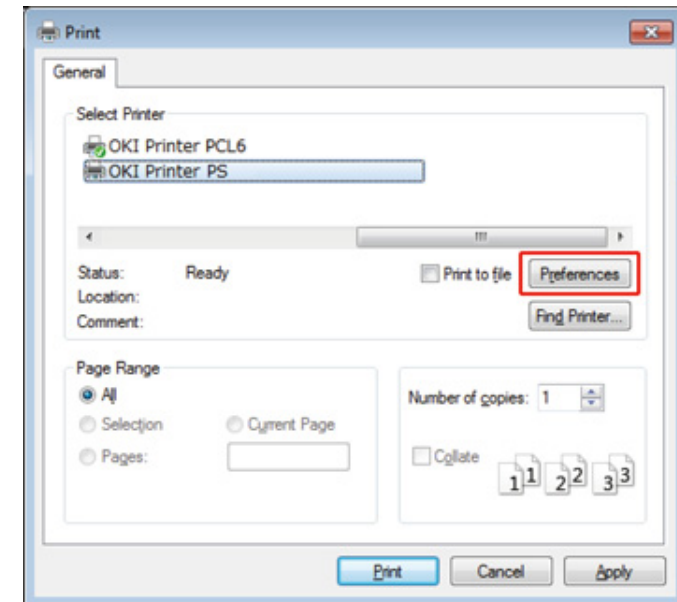 Print
General
Select Printer
OKI Printer PCL6
OKI Printer PS
Status: Ready
Print to file
Preferences
Location:
Comment:
Find Printer...
Page Range
All
Selection
Current Page
Pages:
Number of copies: 1
Collate
1 1 2 2 3 3
Print
Cancel
Apply